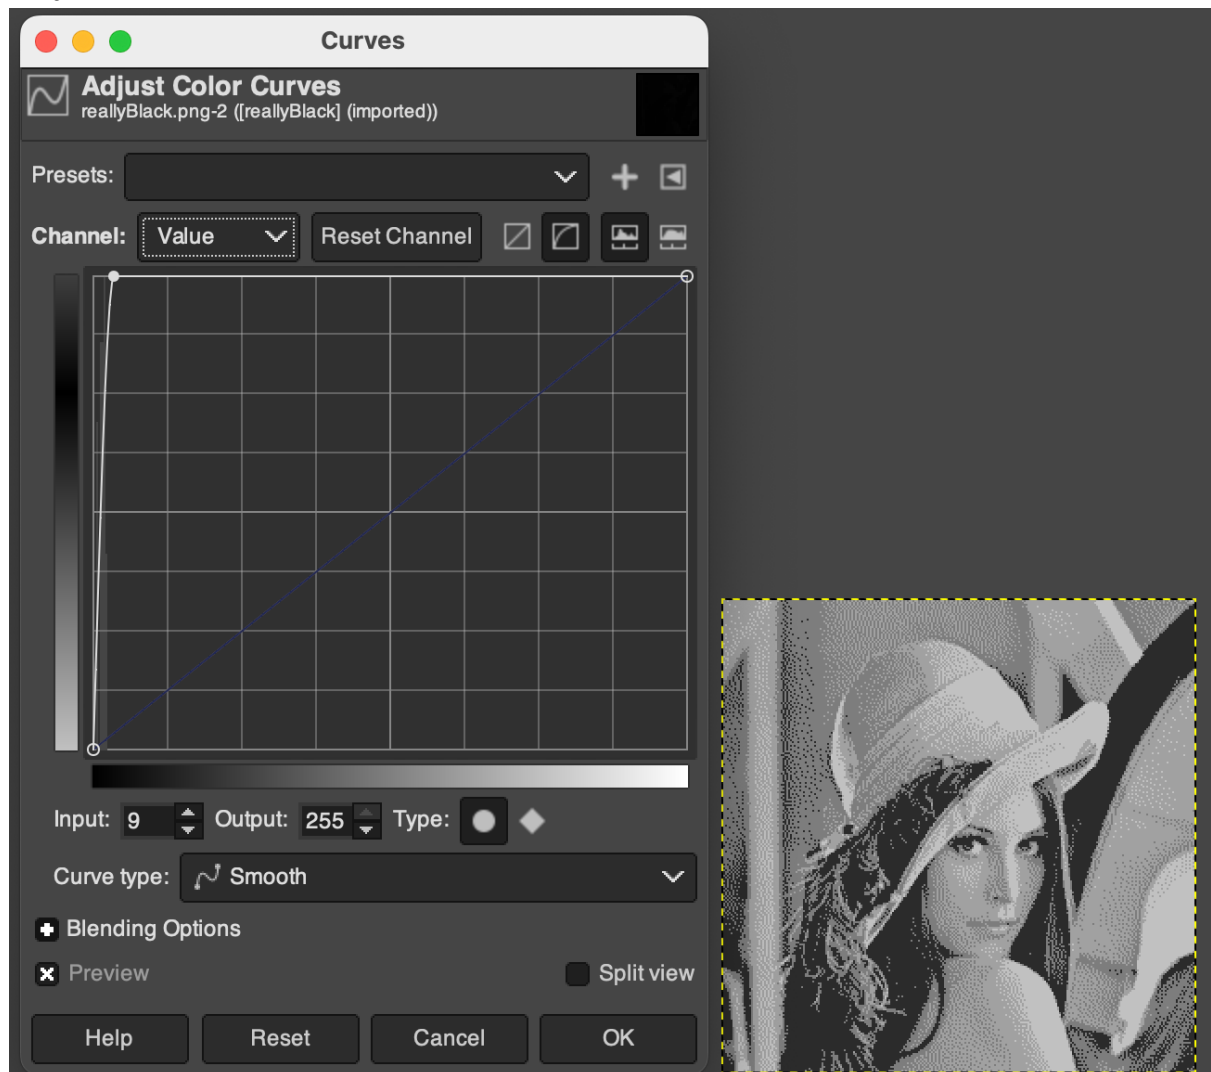 Curves
Adjust Color Curves
reallyBlack.png-2 ([reallyBlack] (imported))
Presets:
Channel: Value Reset Channel
Input: 9 Output: 255 Type:
Curve type: Smooth
Blending Options
Preview Split view
Help Reset Cancel OK